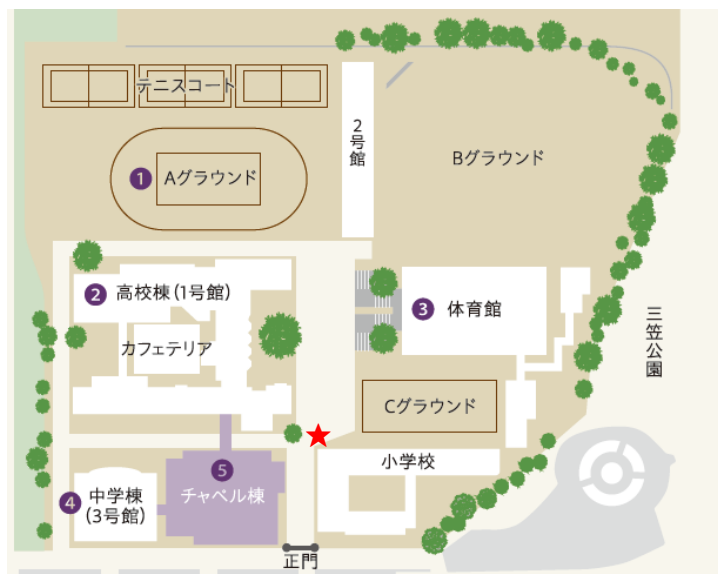 テニスコート
2号館
Bグラウンド
1 Aグラウンド
2 高校棟(1号館)
カフェテリア
3 体育館
三笠公園
Cグラウンド
小学校
5
チャペル棟
4 中学棟
(3号館)
正門